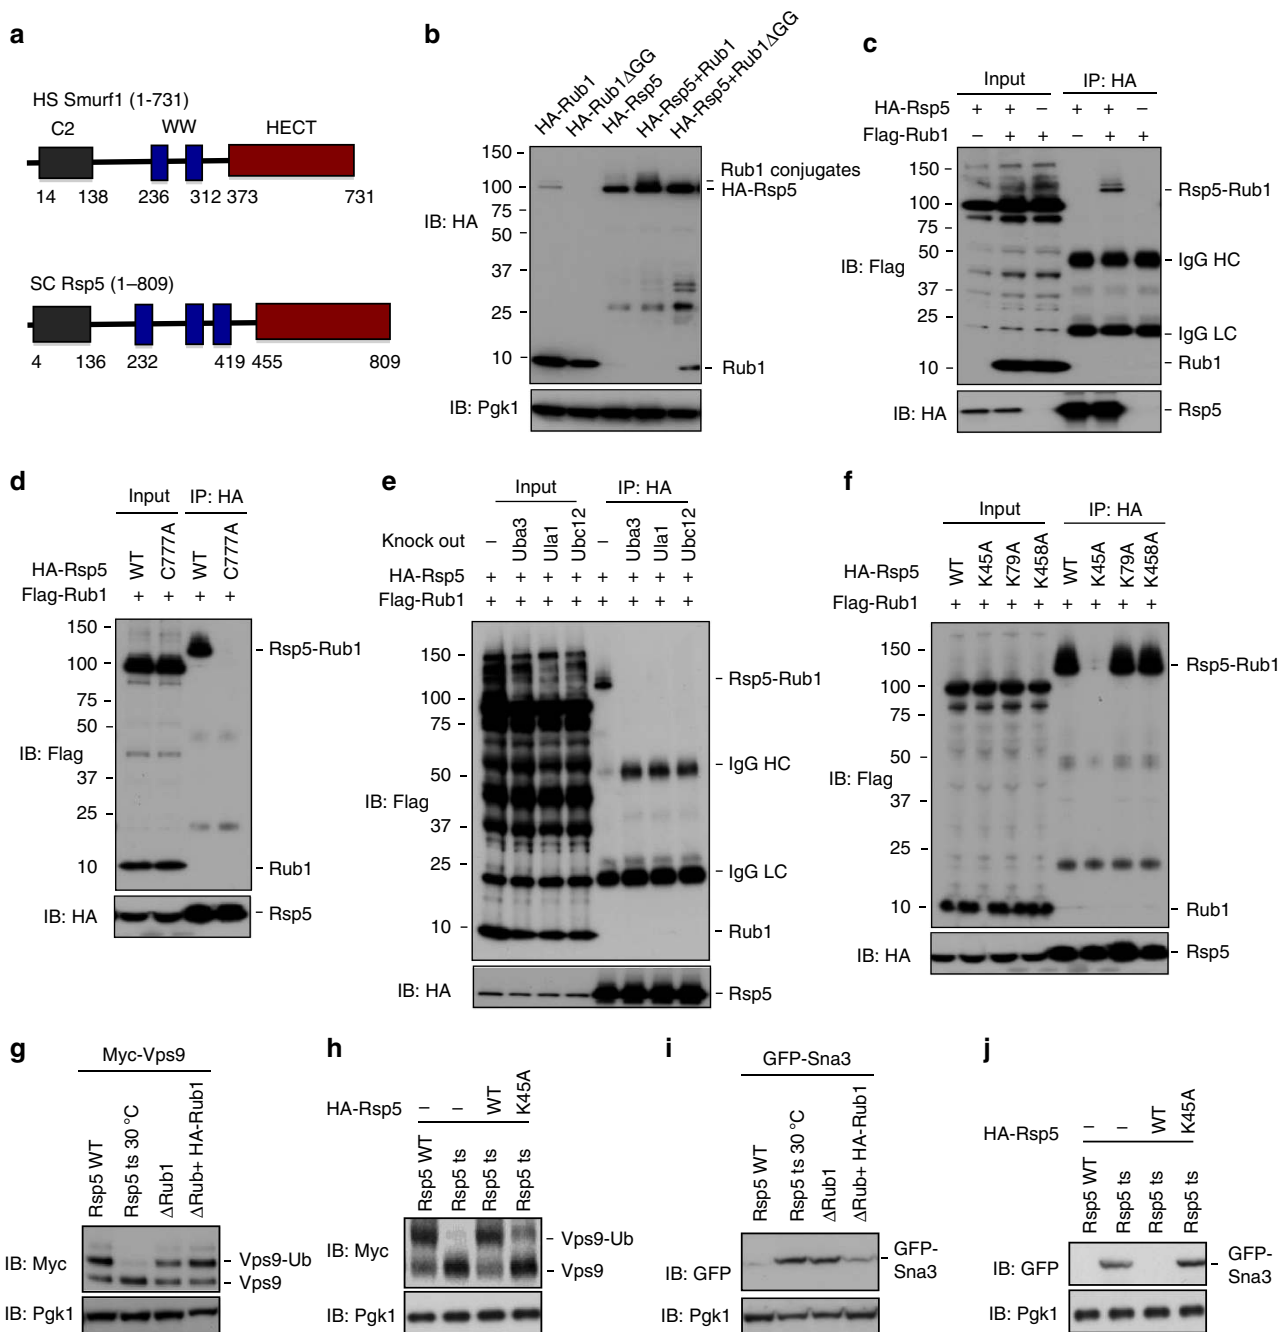 a
HS Smurf1 (1-731)
C2 WW HECT
14 138 236 312 373 731
SC Rsp5 (1–809)
4 136 232 419 455 809
b
HA-Rub1
HA-Rub1ΔGG
HA-Rsp5
HA-Rsp5+Rub1
HA-Rsp5+Rub1ΔGG
150
100
75
50
37
25
10
IB: HA
Rub1 conjugates
HA-Rsp5
Rub1
IB: Pgk1
c
Input IP: HA
HA-Rsp5 + + – + + –
Flag-Rub1 – + + – + +
150
100
75
50
37
25
10
IB: Flag
Rsp5-Rub1
IgG HC
IgG LC
Rub1
IB: HA
Rsp5
d
Input IP: HA
HA-Rsp5 WT C777A WT C777A
Flag-Rub1 + + + +
150
100
75
50
37
25
10
IB: Flag
Rsp5-Rub1
Rub1
IB: HA
Rsp5
e
Input IP: HA
Knock out – Uba3 Ula1 Ubc12 – Uba3 Ula1 Ubc12
HA-Rsp5 + + + + + + + +
Flag-Rub1 + + + + + + + +
150
100
75
50
37
25
10
IB: Flag
Rsp5-Rub1
IgG HC
IgG LC
Rub1
IB: HA
Rsp5
f
Input IP: HA
HA-Rsp5 WT K45A K79A K458A WT K45A K79A K458A
Flag-Rub1 + + + + + + + +
150
100
75
50
37
25
10
IB: Flag
Rsp5-Rub1
Rub1
IB: HA
Rsp5
g
Myc-Vps9
Rsp5 WT
Rsp5 ts 30 °C
ΔRub1
ΔRub+ HA-Rub1
IB: Myc
Vps9-Ub
Vps9
IB: Pgk1
h
HA-Rsp5 – – WT K45A
Rsp5 WT
Rsp5 ts
Rsp5 ts
Rsp5 ts
IB: Myc
Vps9-Ub
Vps9
IB: Pgk1
i
GFP-Sna3
Rsp5 WT
Rsp5 ts 30 °C
ΔRub1
ΔRub+ HA-Rub1
IB: GFP
GFP-
Sna3
IB: Pgk1
j
HA-Rsp5 – – WT K45A
Rsp5 WT
Rsp5 ts
Rsp5 ts
Rsp5 ts
IB: GFP
GFP-
Sna3
IB: Pgk1